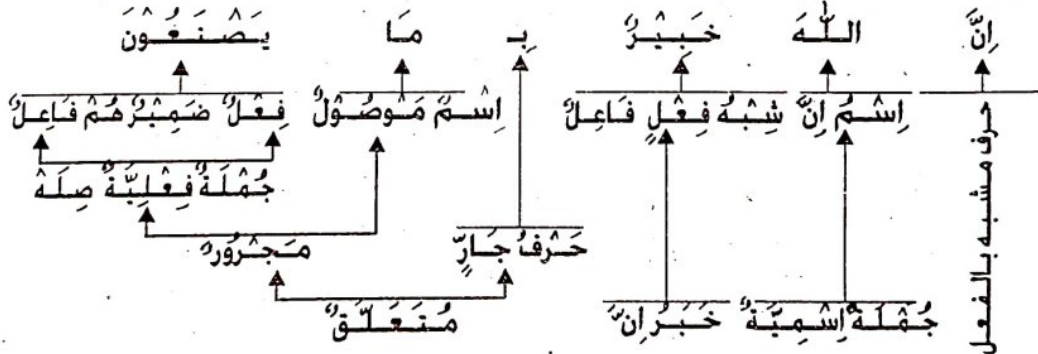 اِنَّ اللّٰهَ خَبِيْرٌ بِـ مَا يَصْنَعُوْنَ
اِسْمُ اِنَّ شِبْهُ فِعْلٍ فَاعِلٌ اِسْمٌ مَوْصُوْلٌ فِعْلٌ ضَمِيْرٌ هُمْ فَاعِلٌ
حرف مشبه بالفعل
جُمْلَةٌ فِعْلِيَّةٌ صِلَهْ
حَرْفُ جَارٍّ مَجْرُوْرٌ
جُمْلَةٌ اِسْمِيَّةٌ خَبَرُ اِنَّ مُتَعَلِّقٌ